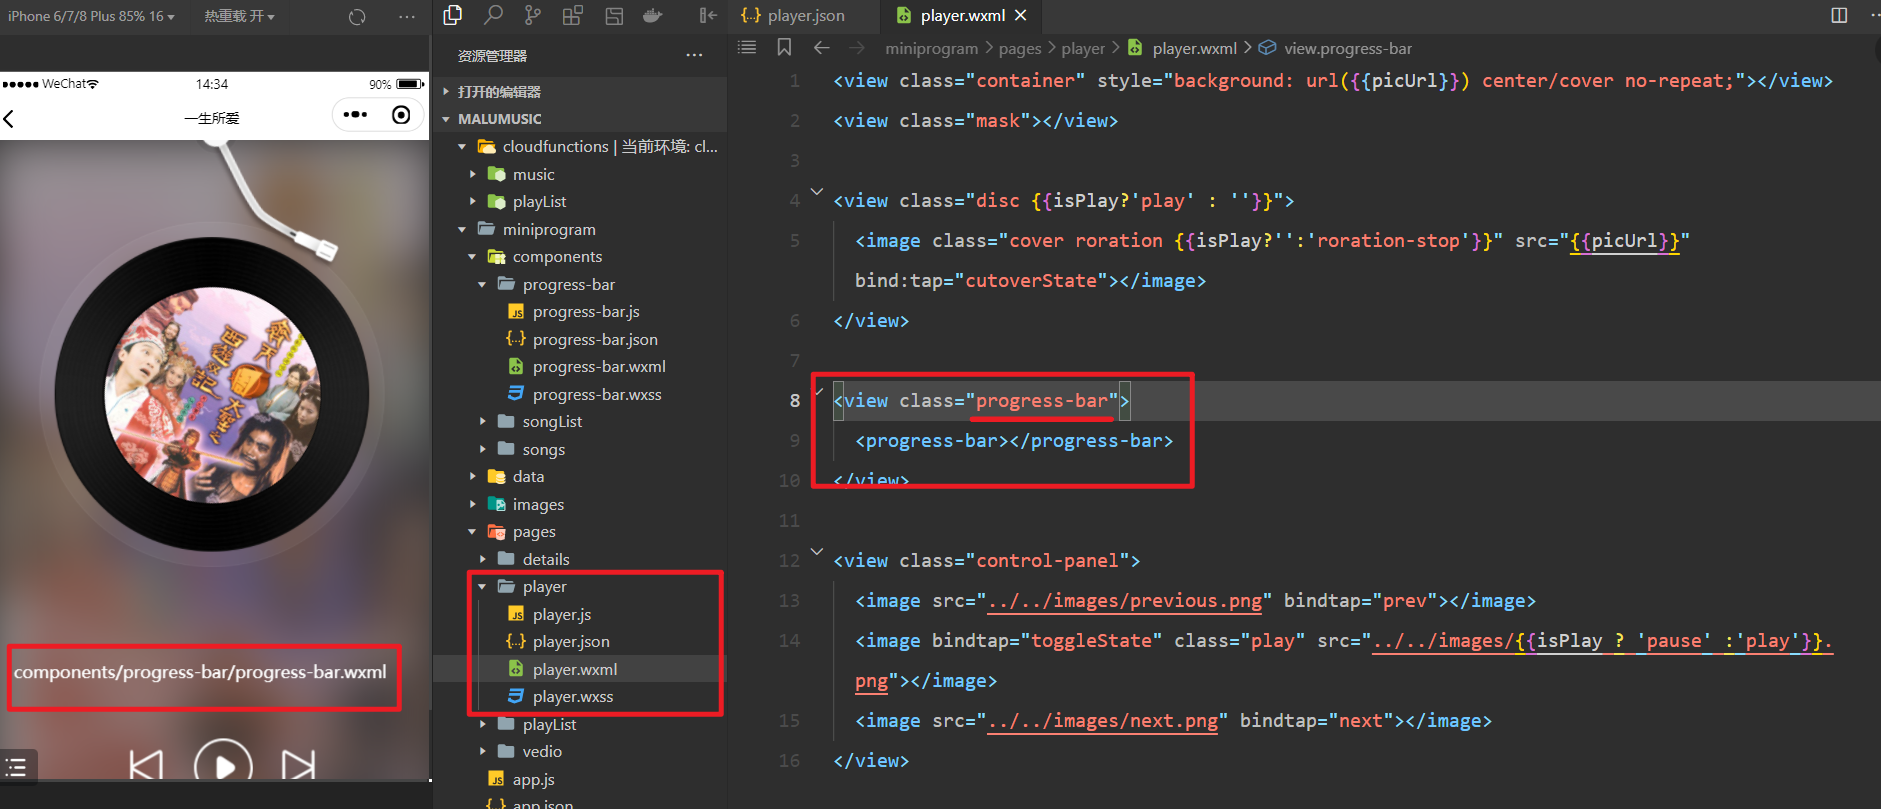 iPhone 6/7/8 Plus 85% 16
热重载 开
WeChat
14:34
90%
一生所爱
components/progress-bar/progress-bar.wxml
资源管理器
打开的编辑器
MALUMUSIC
cloudfunctions | 当前环境: cl...
music
playList
miniprogram
components
progress-bar
progress-bar.js
progress-bar.json
progress-bar.wxml
progress-bar.wxss
songList
songs
data
images
pages
details
player
player.js
player.json
player.wxml
player.wxss
playList
vedio
app.js
app.json
player.json
player.wxml
miniprogram > pages > player > player.wxml > view.progress-bar
1 <view class="container" style="background: url({{picUrl}}) center/cover no-repeat;"></view>
2 <view class="mask"></view>
3
4 <view class="disc {{isPlay?'play' : ''}}">
5 <image class="cover roration {{isPlay?'':'roration-stop'}}" src="{{picUrl}}"
bind:tap="cutoverState"></image>
6 </view>
7
8 <view class="progress-bar">
9 <progress-bar></progress-bar>
10 </view>
11
12 <view class="control-panel">
13 <image src="../../images/previous.png" bindtap="prev"></image>
14 <image bindtap="toggleState" class="play" src="../../images/{{isPlay ? 'pause' :'play'}}.
png"></image>
15 <image src="../../images/next.png" bindtap="next"></image>
16 </view>